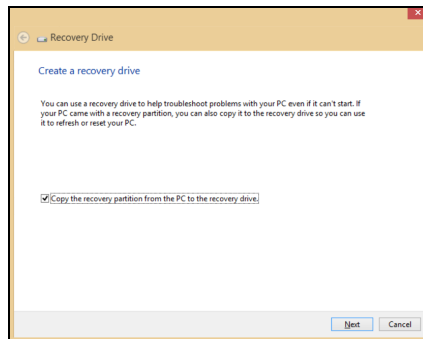 Recovery Drive
Create a recovery drive
You can use a recovery drive to help troubleshoot problems with your PC even if it can't start. If
your PC came with a recovery partition, you can also copy it to the recovery drive so you can use
it to refresh or reset your PC.
Copy the recovery partition from the PC to the recovery drive.
Next Cancel